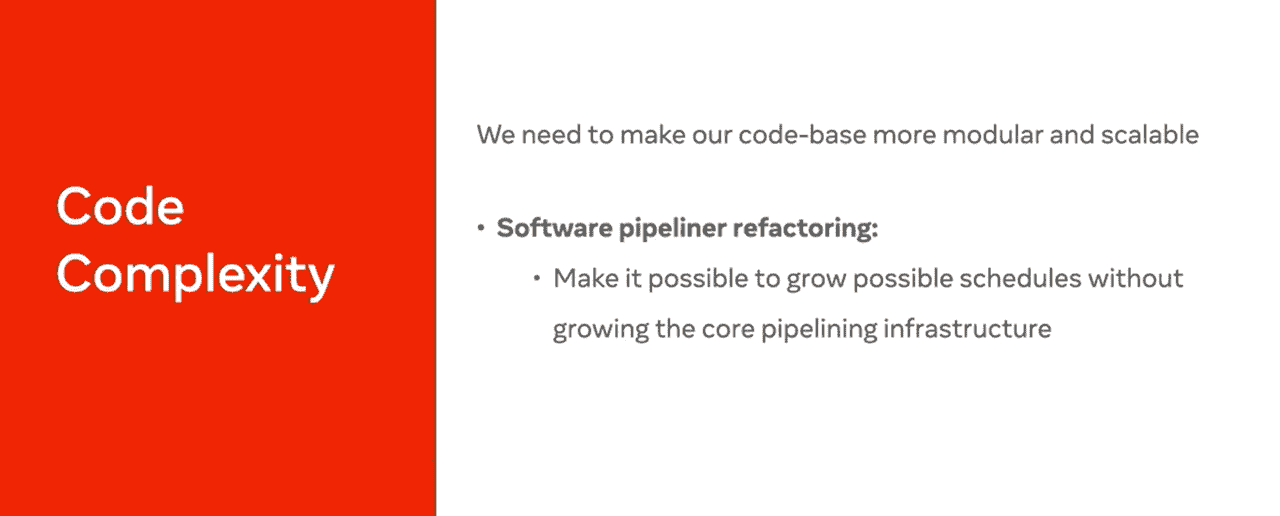 Code
Complexity
We need to make our code-base more modular and scalable
• Software pipeliner refactoring:
• Make it possible to grow possible schedules without
growing the core pipelining infrastructure